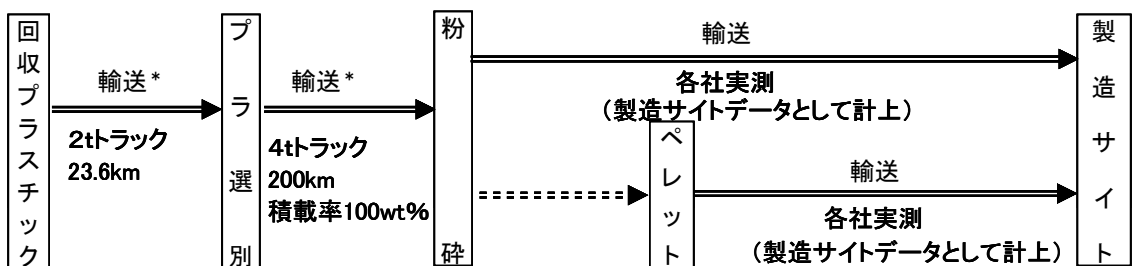 回収プラスチック
輸送*
2tトラック
23.6km
プラ選別
輸送*
4tトラック
200km
積載率100wt%
粉砕
輸送
各社実測
(製造サイトデータとして計上)
ペレット
輸送
各社実測
(製造サイトデータとして計上)
製造サイト